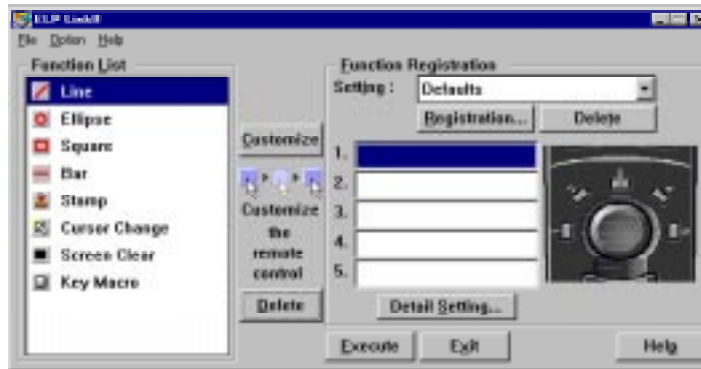 ELP Link II
File Option Help
Function List
Line
Ellipse
Square
Bar
Stamp
Cursor Change
Screen Clear
Key Macro
Customize
Customize
the
remote
control
Delete
Function Registration
Setting :
Defaults
Registration...
Delete
1.
2.
3.
4.
5.
Detail Setting...
Execute
Exit
Help